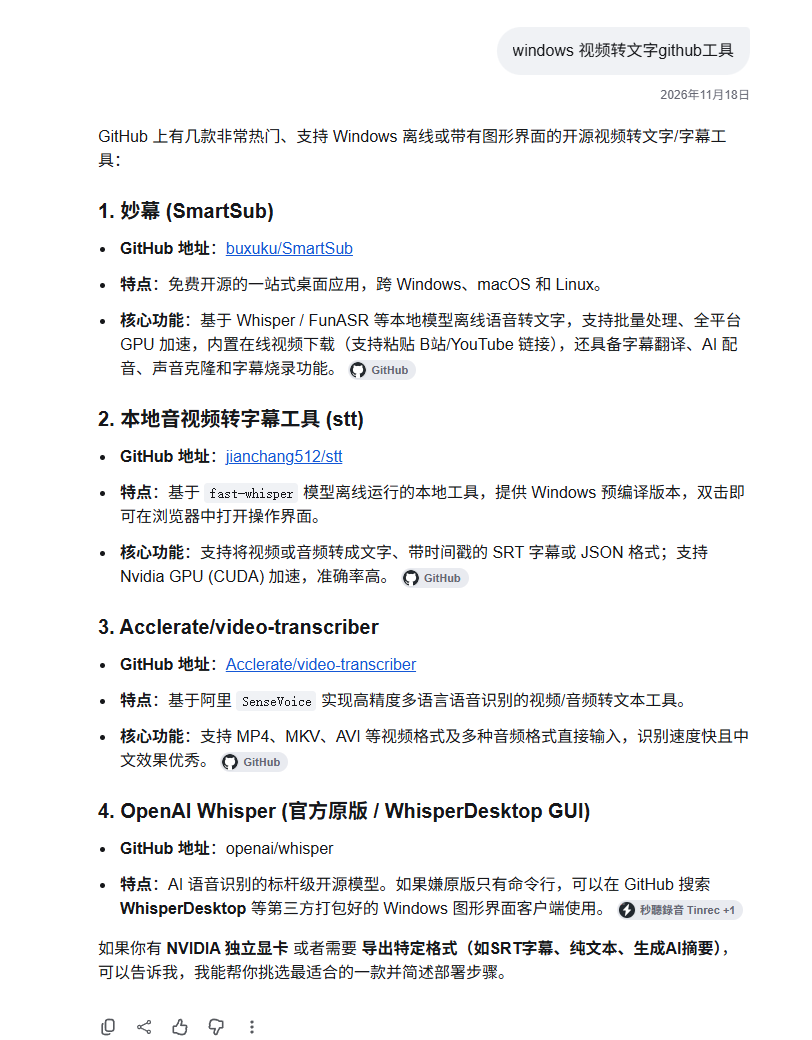 windows 视频转文字github工具
2026年11月18日
GitHub 上有几款非常热门、支持 Windows 离线或带有图形界面的开源视频转文字/字幕工
具：
1. 妙幕 (SmartSub)
• GitHub 地址：buxuku/SmartSub
• 特点：免费开源的一站式桌面应用，跨 Windows、macOS 和 Linux。
• 核心功能：基于 Whisper / FunASR 等本地模型离线语音转文字，支持批量处理、全平台
GPU 加速，内置在线视频下载（支持粘贴 B站/YouTube 链接），还具备字幕翻译、AI 配
音、声音克隆和字幕烧录功能。 GitHub
2. 本地音视频转字幕工具 (stt)
• GitHub 地址：jianchang512/stt
• 特点：基于 fast-whisper 模型离线运行的本地工具，提供 Windows 预编译版本，双击即
可在浏览器中打开操作界面。
• 核心功能：支持将视频或音频转成文字、带时间戳的 SRT 字幕或 JSON 格式；支持
Nvidia GPU (CUDA) 加速，准确率高。 GitHub
3. Acclerate/video-transcriber
• GitHub 地址：Acclerate/video-transcriber
• 特点：基于阿里 SenseVoice 实现高精度多语言语音识别的视频/音频转文本工具。
• 核心功能：支持 MP4、MKV、AVI 等视频格式及多种音频格式直接输入，识别速度快且中
文效果优秀。 GitHub
4. OpenAI Whisper (官方原版 / WhisperDesktop GUI)
• GitHub 地址：openai/whisper
• 特点：AI 语音识别的标杆级开源模型。如果嫌原版只有命令行，可以在 GitHub 搜索
WhisperDesktop 等第三方打包好的 Windows 图形界面客户端使用。 秒聽錄音 Tinrec +1
如果你有 NVIDIA 独立显卡 或者需要 导出特定格式（如SRT字幕、纯文本、生成AI摘要），
可以告诉我，我能帮你挑选最适合的一款并简述部署步骤。